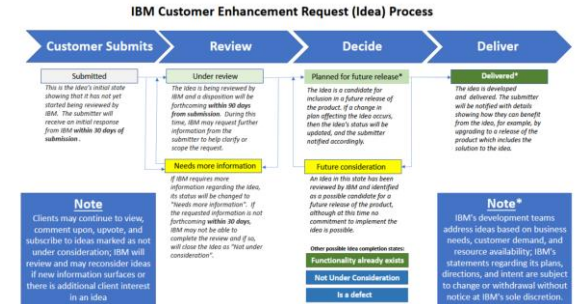 IBM Customer Enhancement Request (Idea) Process
Customer Submits
Review
Decide
Deliver
Submitted
This is the Idea's initial state
showing that it has not yet
started being reviewed by
IBM. The submitter will
receive an initial response
from IBM within 30 days of
submission.
Under review
The Idea is being reviewed by
IBM and a disposition will be
forthcoming within 90 days
from submission. During this
time, IBM may request further
information from the
submitter to help clarify or
scope the request.
Needs more information
If IBM requires more
information regarding the idea,
its status will be changed to
"Needs more information". If
the requested information is not
forthcoming within 30 days,
IBM may not be able to
complete the review and if so,
will close the Idea as "Not under
consideration".
Planned for future release*
The Idea is a candidate for
inclusion in a future release of
the product. If a change in
plan affecting the Idea occurs,
then the Idea's status will be
updated, and the submitter
notified accordingly.
Future consideration
An Idea in this state has been
reviewed by IBM and identified
as a possible candidate for a
future release of the product,
although at this time no
commitment to implement the
idea is possible.
Other possible idea completion states:
Functionality already exists
Not Under Consideration
Is a defect
Delivered*
The idea is developed
and delivered. The submitter
will be notified with details
showing how they can benefit
from the idea, for example, by
upgrading to a release of the
product which includes the
solution to the idea.
Note
Clients may continue to view,
comment upon, upvote, and
subscribe to ideas marked as not
under consideration; IBM will
review and may reconsider ideas
if new information surfaces or
there is additional client interest
in an idea
Note*
IBM's development teams
address ideas based on business
needs, customer demand, and
resource availability; IBM's
statements regarding its plans,
directions, and intent are subject
to change or withdrawal without
notice at IBM's sole discretion.